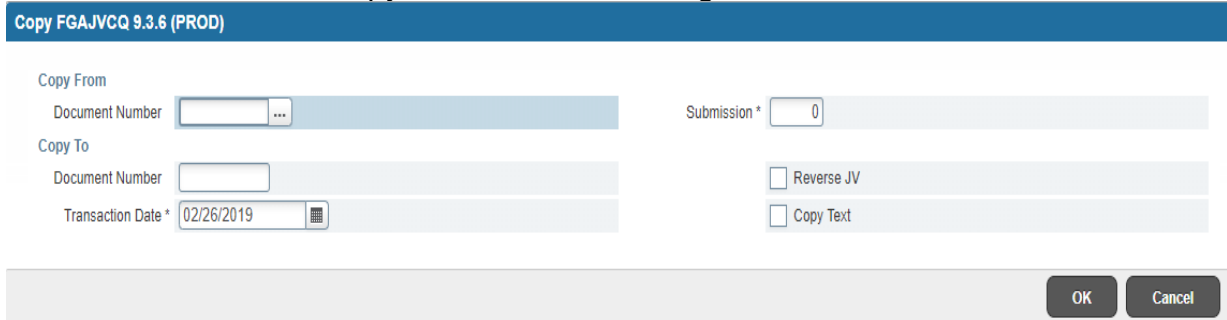 Copy FGAJVCQ 9.3.6 (PROD)
Copy From
Document Number ... Submission * 0
Copy To
Document Number Reverse JV
Transaction Date * 02/26/2019 Copy Text
OK Cancel